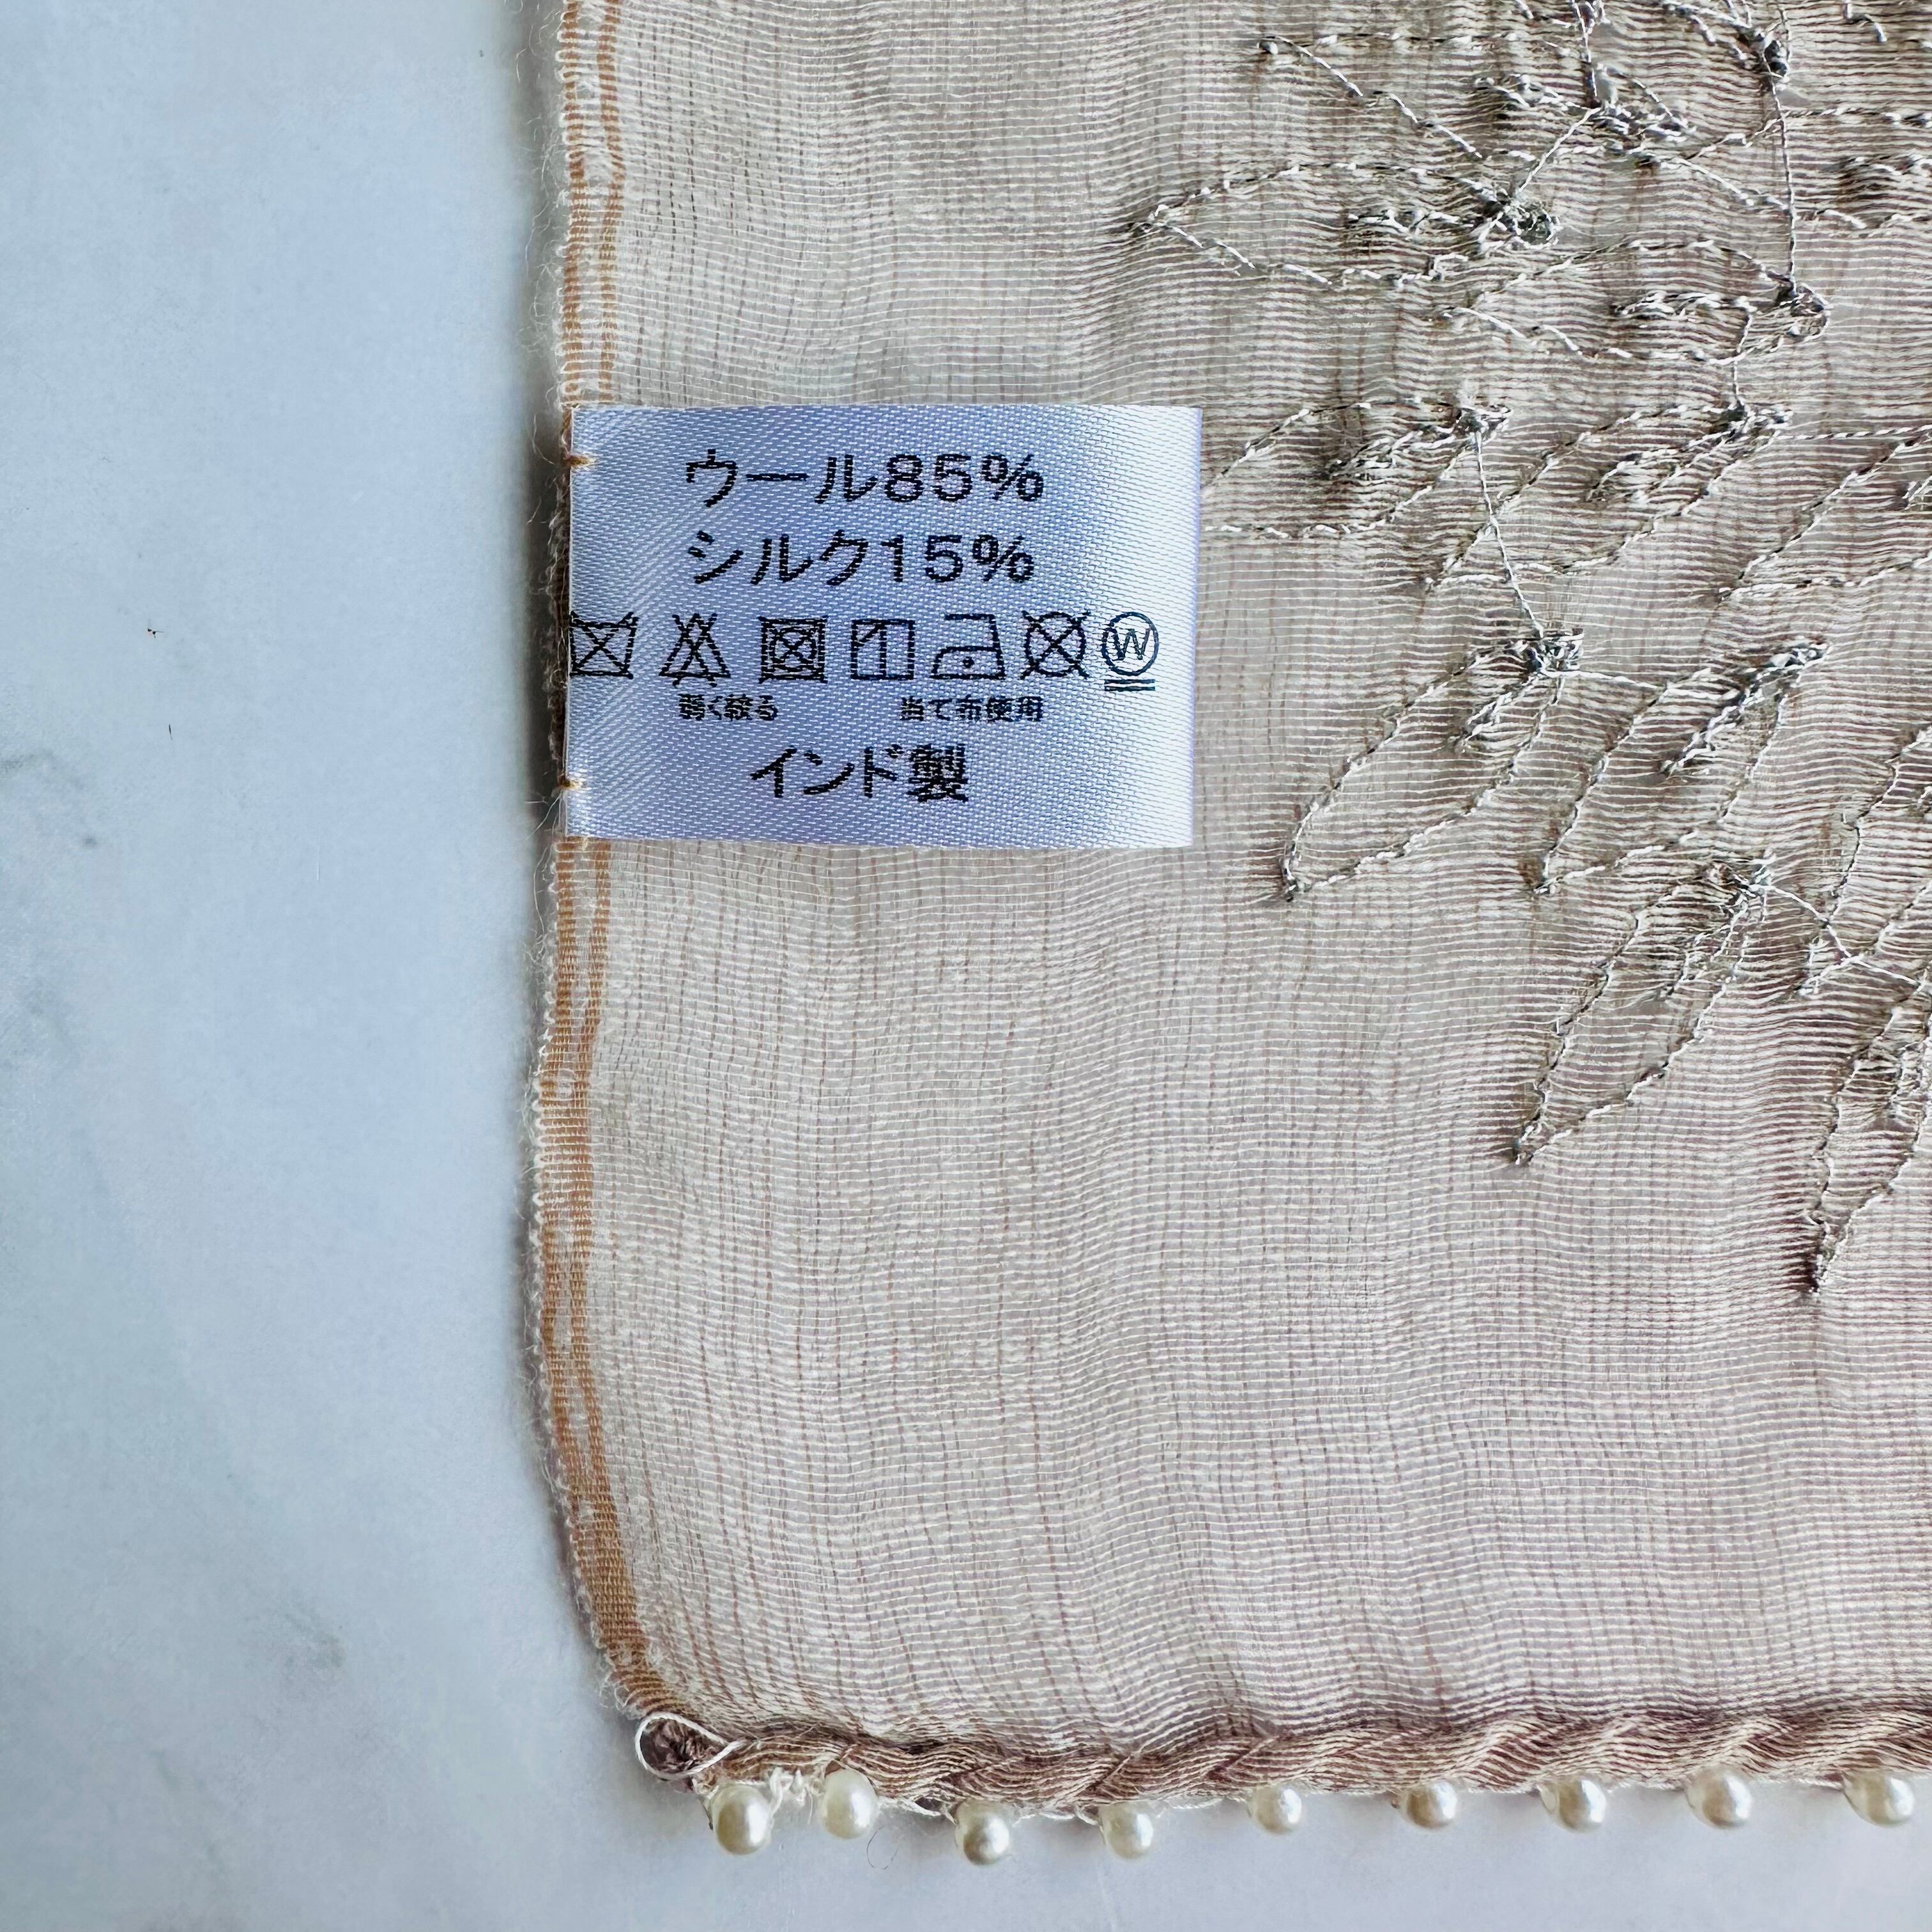 ウール85%
シルク15%
W
弱く絞る 当て布使用
インド製